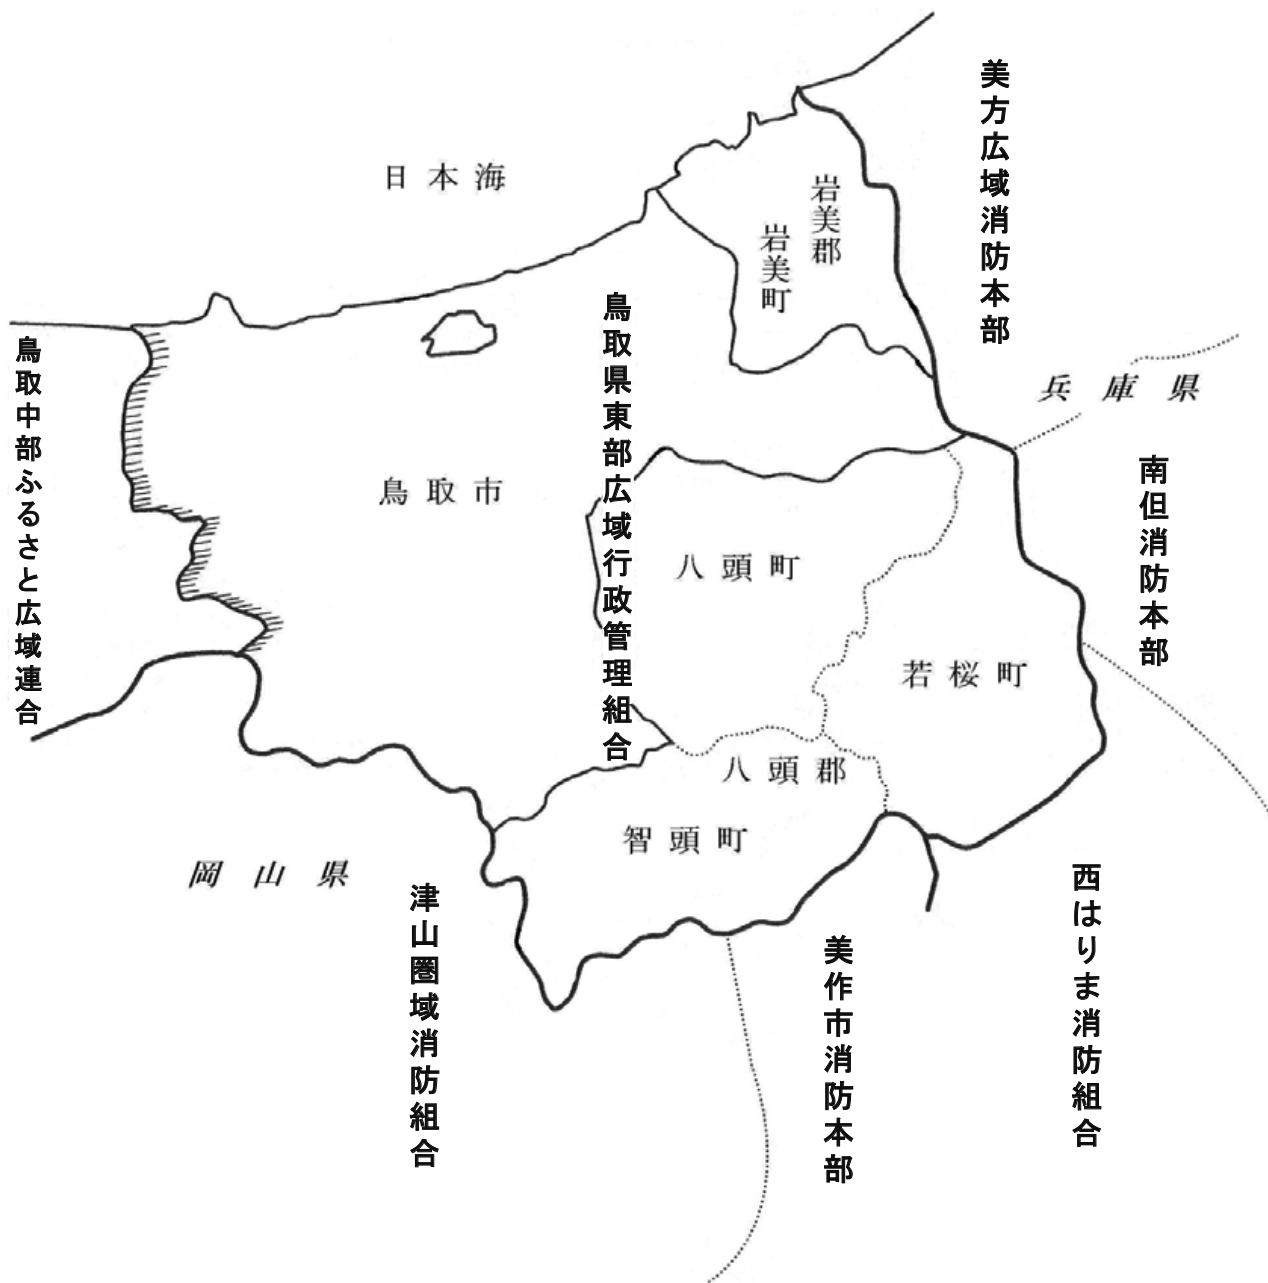 美方広域消防本部
日本海
岩美郡
岩美町
鳥取県東部広域行政管理組合
鳥取中部ふるさと広域連合
兵庫県
鳥取市
南但消防本部
八頭町
若桜町
八頭郡
智頭町
岡山県
津山圏域消防組合
西はりま消防組合
美作市消防本部